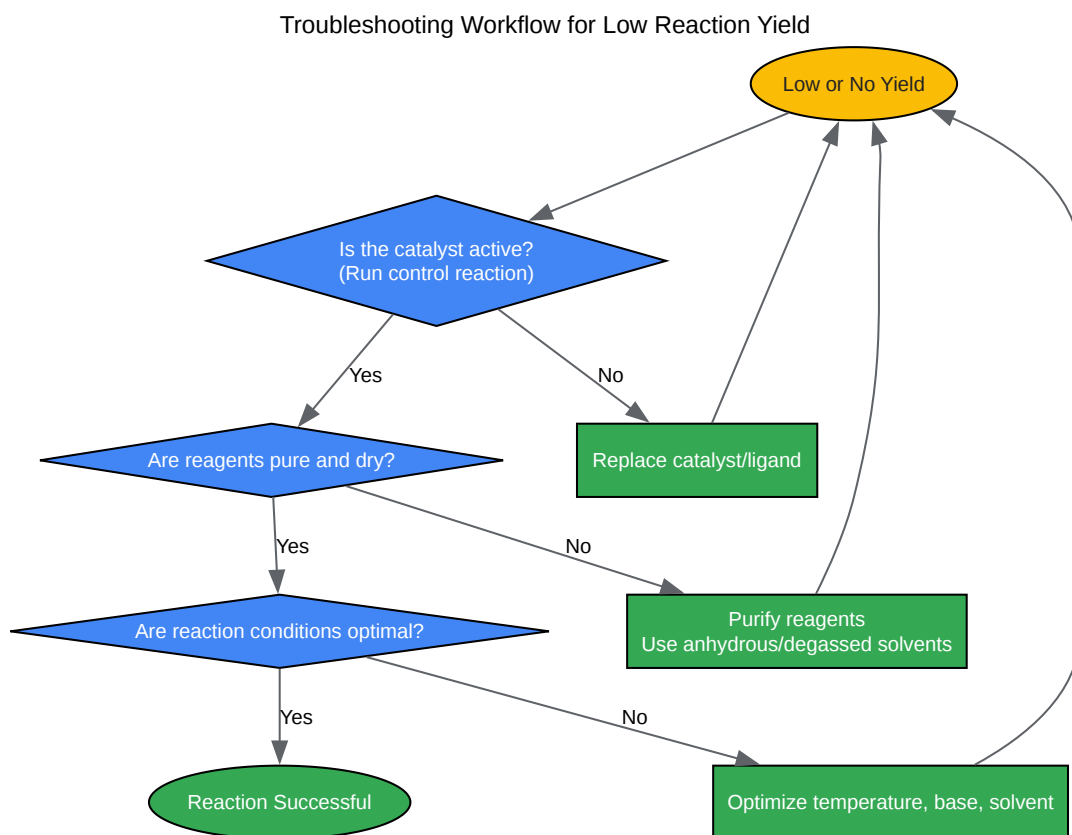 Troubleshooting Workflow for Low Reaction Yield
Low or No Yield
Is the catalyst active?
(Run control reaction)
Yes
No
Are reagents pure and dry?
Replace catalyst/ligand
Yes
No
Are reaction conditions optimal?
Purify reagents
Use anhydrous/degassed solvents
Yes
No
Reaction Successful
Optimize temperature, base, solvent